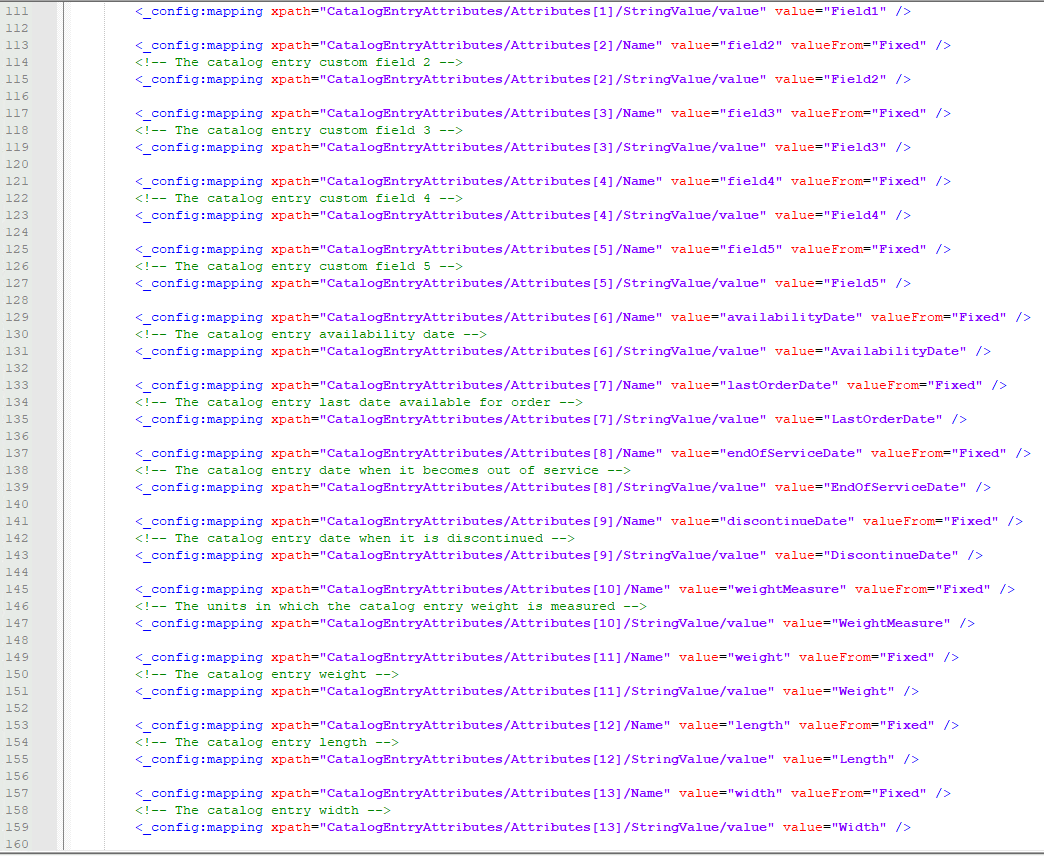 111 <_config:mapping xpath="CatalogEntryAttributes/Attributes[1]/StringValue/value" value="Field1" />
112
113 <_config:mapping xpath="CatalogEntryAttributes/Attributes[2]/Name" value="field2" valueFrom="Fixed" />
114 <!-- The catalog entry custom field 2 -->
115 <_config:mapping xpath="CatalogEntryAttributes/Attributes[2]/StringValue/value" value="Field2" />
116
117 <_config:mapping xpath="CatalogEntryAttributes/Attributes[3]/Name" value="field3" valueFrom="Fixed" />
118 <!-- The catalog entry custom field 3 -->
119 <_config:mapping xpath="CatalogEntryAttributes/Attributes[3]/StringValue/value" value="Field3" />
120
121 <_config:mapping xpath="CatalogEntryAttributes/Attributes[4]/Name" value="field4" valueFrom="Fixed" />
122 <!-- The catalog entry custom field 4 -->
123 <_config:mapping xpath="CatalogEntryAttributes/Attributes[4]/StringValue/value" value="Field4" />
124
125 <_config:mapping xpath="CatalogEntryAttributes/Attributes[5]/Name" value="field5" valueFrom="Fixed" />
126 <!-- The catalog entry custom field 5 -->
127 <_config:mapping xpath="CatalogEntryAttributes/Attributes[5]/StringValue/value" value="Field5" />
128
129 <_config:mapping xpath="CatalogEntryAttributes/Attributes[6]/Name" value="availabilityDate" valueFrom="Fixed" />
130 <!-- The catalog entry availability date -->
131 <_config:mapping xpath="CatalogEntryAttributes/Attributes[6]/StringValue/value" value="AvailabilityDate" />
132
133 <_config:mapping xpath="CatalogEntryAttributes/Attributes[7]/Name" value="lastOrderDate" valueFrom="Fixed" />
134 <!-- The catalog entry last date available for order -->
135 <_config:mapping xpath="CatalogEntryAttributes/Attributes[7]/StringValue/value" value="LastOrderDate" />
136
137 <_config:mapping xpath="CatalogEntryAttributes/Attributes[8]/Name" value="endOfServiceDate" valueFrom="Fixed" />
138 <!-- The catalog entry date when it becomes out of service -->
139 <_config:mapping xpath="CatalogEntryAttributes/Attributes[8]/StringValue/value" value="EndOfServiceDate" />
140
141 <_config:mapping xpath="CatalogEntryAttributes/Attributes[9]/Name" value="discontinueDate" valueFrom="Fixed" />
142 <!-- The catalog entry date when it is discontinued -->
143 <_config:mapping xpath="CatalogEntryAttributes/Attributes[9]/StringValue/value" value="DiscontinueDate" />
144
145 <_config:mapping xpath="CatalogEntryAttributes/Attributes[10]/Name" value="weightMeasure" valueFrom="Fixed" />
146 <!-- The units in which the catalog entry weight is measured -->
147 <_config:mapping xpath="CatalogEntryAttributes/Attributes[10]/StringValue/value" value="WeightMeasure" />
148
149 <_config:mapping xpath="CatalogEntryAttributes/Attributes[11]/Name" value="weight" valueFrom="Fixed" />
150 <!-- The catalog entry weight -->
151 <_config:mapping xpath="CatalogEntryAttributes/Attributes[11]/StringValue/value" value="Weight" />
152
153 <_config:mapping xpath="CatalogEntryAttributes/Attributes[12]/Name" value="length" valueFrom="Fixed" />
154 <!-- The catalog entry length -->
155 <_config:mapping xpath="CatalogEntryAttributes/Attributes[12]/StringValue/value" value="Length" />
156
157 <_config:mapping xpath="CatalogEntryAttributes/Attributes[13]/Name" value="width" valueFrom="Fixed" />
158 <!-- The catalog entry width -->
159 <_config:mapping xpath="CatalogEntryAttributes/Attributes[13]/StringValue/value" value="Width" />
160